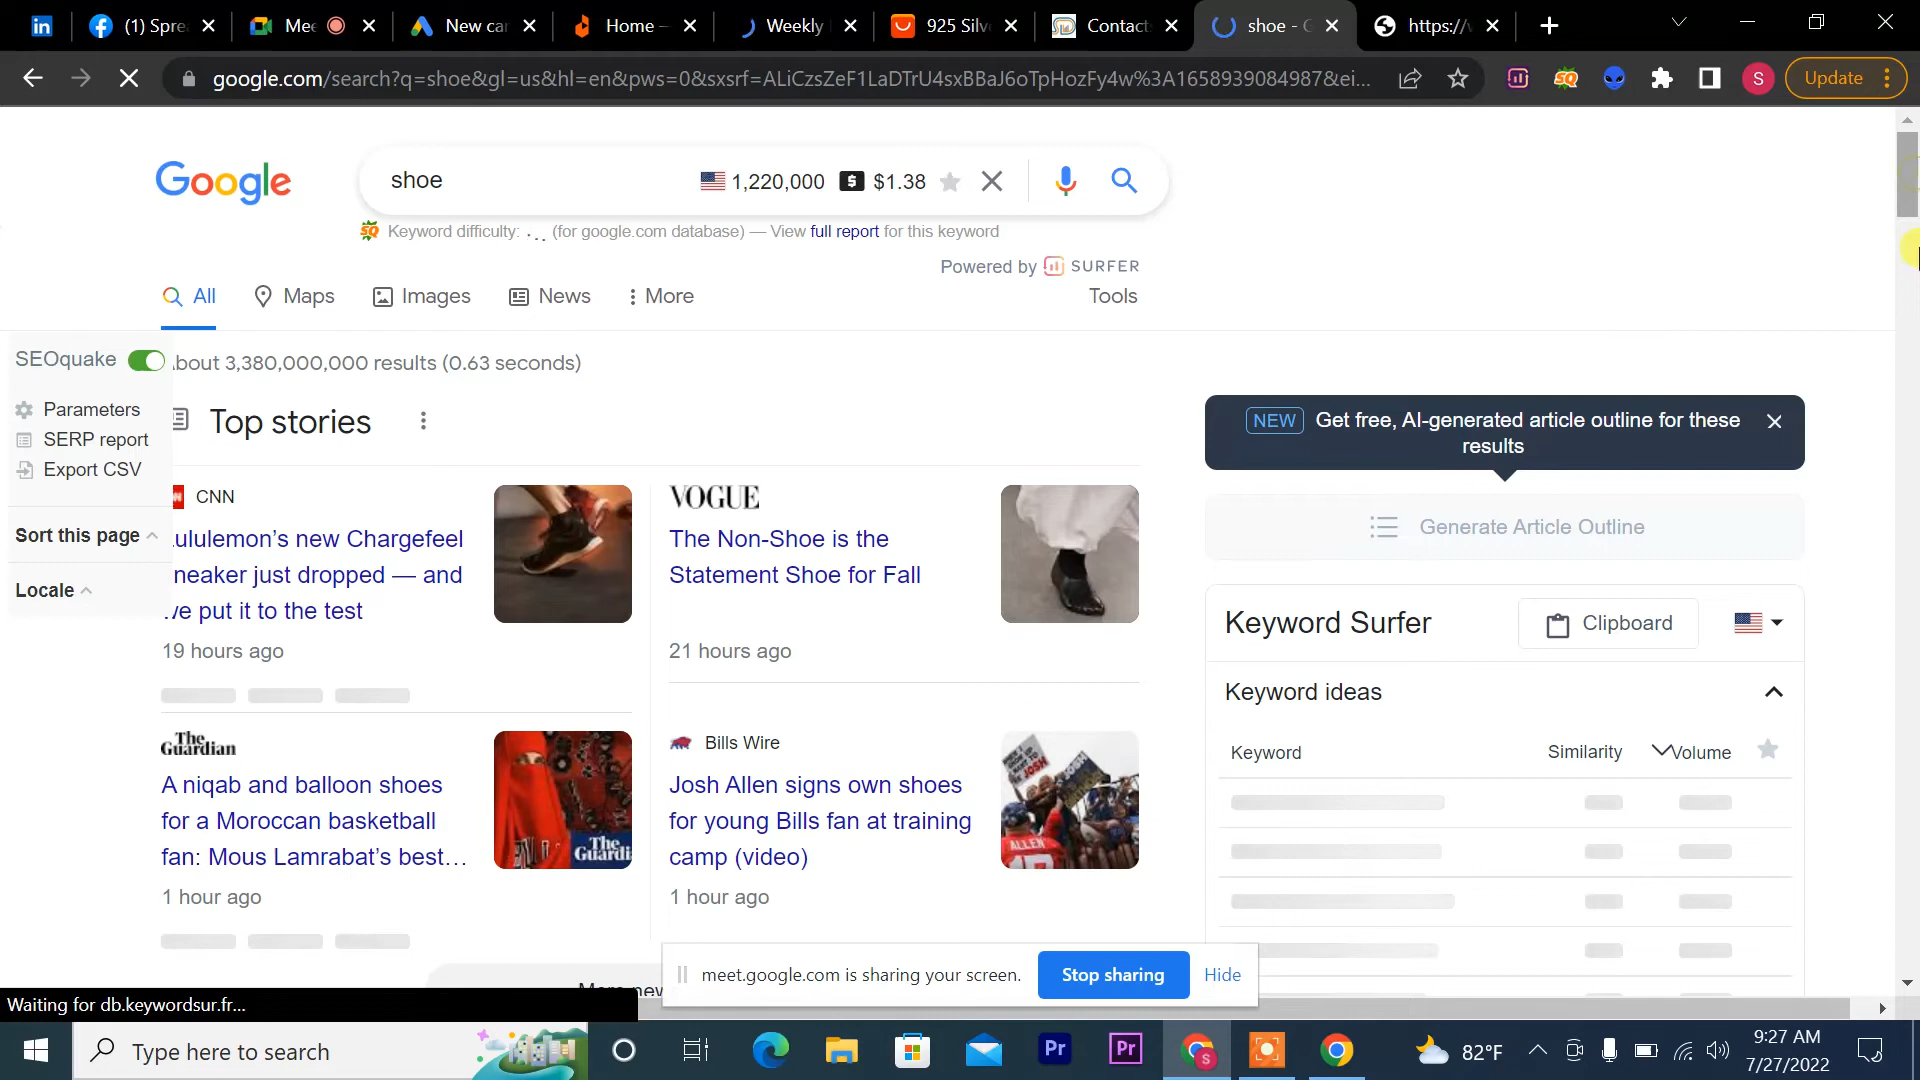 (1) Spre
Mee
New car
Home –
Weekly
925 Silv
Contact
shoe - G
https://v
google.com/search?q=shoe&gl=us&hl=en&pws=0&sxsrf=ALiCzsZeF1LaDTrU4sxBBaJ6oTpHozFy4w%3A1658939084987&ei...
S
Update
Google
shoe
1,220,000
$1.38
Keyword difficulty: (for google.com database) — View full report for this keyword
Powered by SURFER
All
Maps
Images
News
More
Tools
SEOquake
bout 3,380,000,000 results (0.63 seconds)
Parameters
SERP report
Export CSV
Sort this page
Locale
Top stories
NEW Get free, AI-generated article outline for these
results
Generate Article Outline
CNN
ululemon's new Chargefeel
neaker just dropped — and
ve put it to the test
19 hours ago
VOGUE
The Non-Shoe is the
Statement Shoe for Fall
21 hours ago
Keyword Surfer
Clipboard
Keyword ideas
Keyword
Similarity
Volume
The Guardian
A niqab and balloon shoes
for a Moroccan basketball
fan: Mous Lamrabat's best...
1 hour ago
The
Guardi
Bills Wire
Josh Allen signs own shoes
for young Bills fan at training
camp (video)
1 hour ago
ALLEN
17
meet.google.com is sharing your screen.
Stop sharing
Hide
Waiting for db.keywordsur.fr...
Type here to search
Pr
Pr
82°F
9:27 AM
7/27/2022